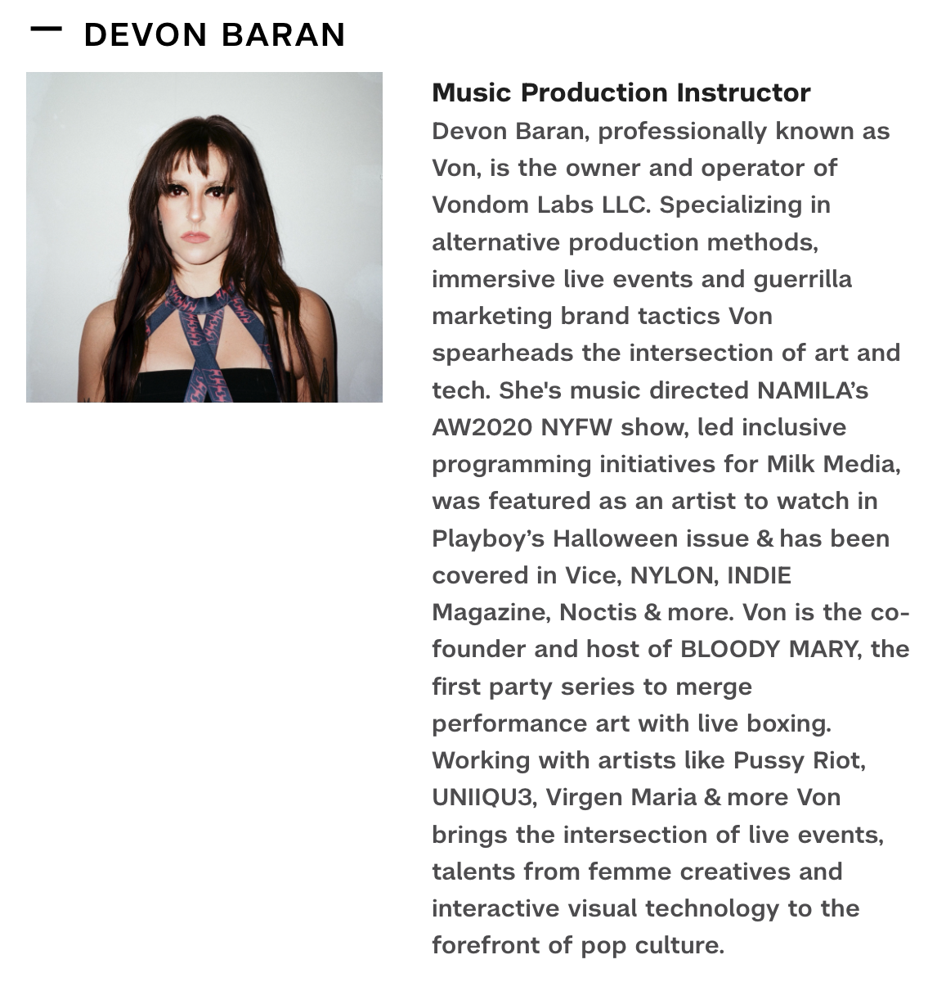 — DEVON BARAN
Music Production Instructor
Devon Baran, professionally known as
Von, is the owner and operator of
Vondom Labs LLC. Specializing in
alternative production methods,
immersive live events and guerrilla
marketing brand tactics Von
spearheads the intersection of art and
tech. She's music directed NAMILA’s
AW2020 NYFW show, led inclusive
programming initiatives for Milk Media,
was featured as an artist to watch in
Playboy’s Halloween issue & has been
covered in Vice, NYLON, INDIE
Magazine, Noctis & more. Von is the co-
founder and host of BLOODY MARY, the
first party series to merge
performance art with live boxing.
Working with artists like Pussy Riot,
UNIIQU3, Virgen Maria & more Von
brings the intersection of live events,
talents from femme creatives and
interactive visual technology to the
forefront of pop culture.